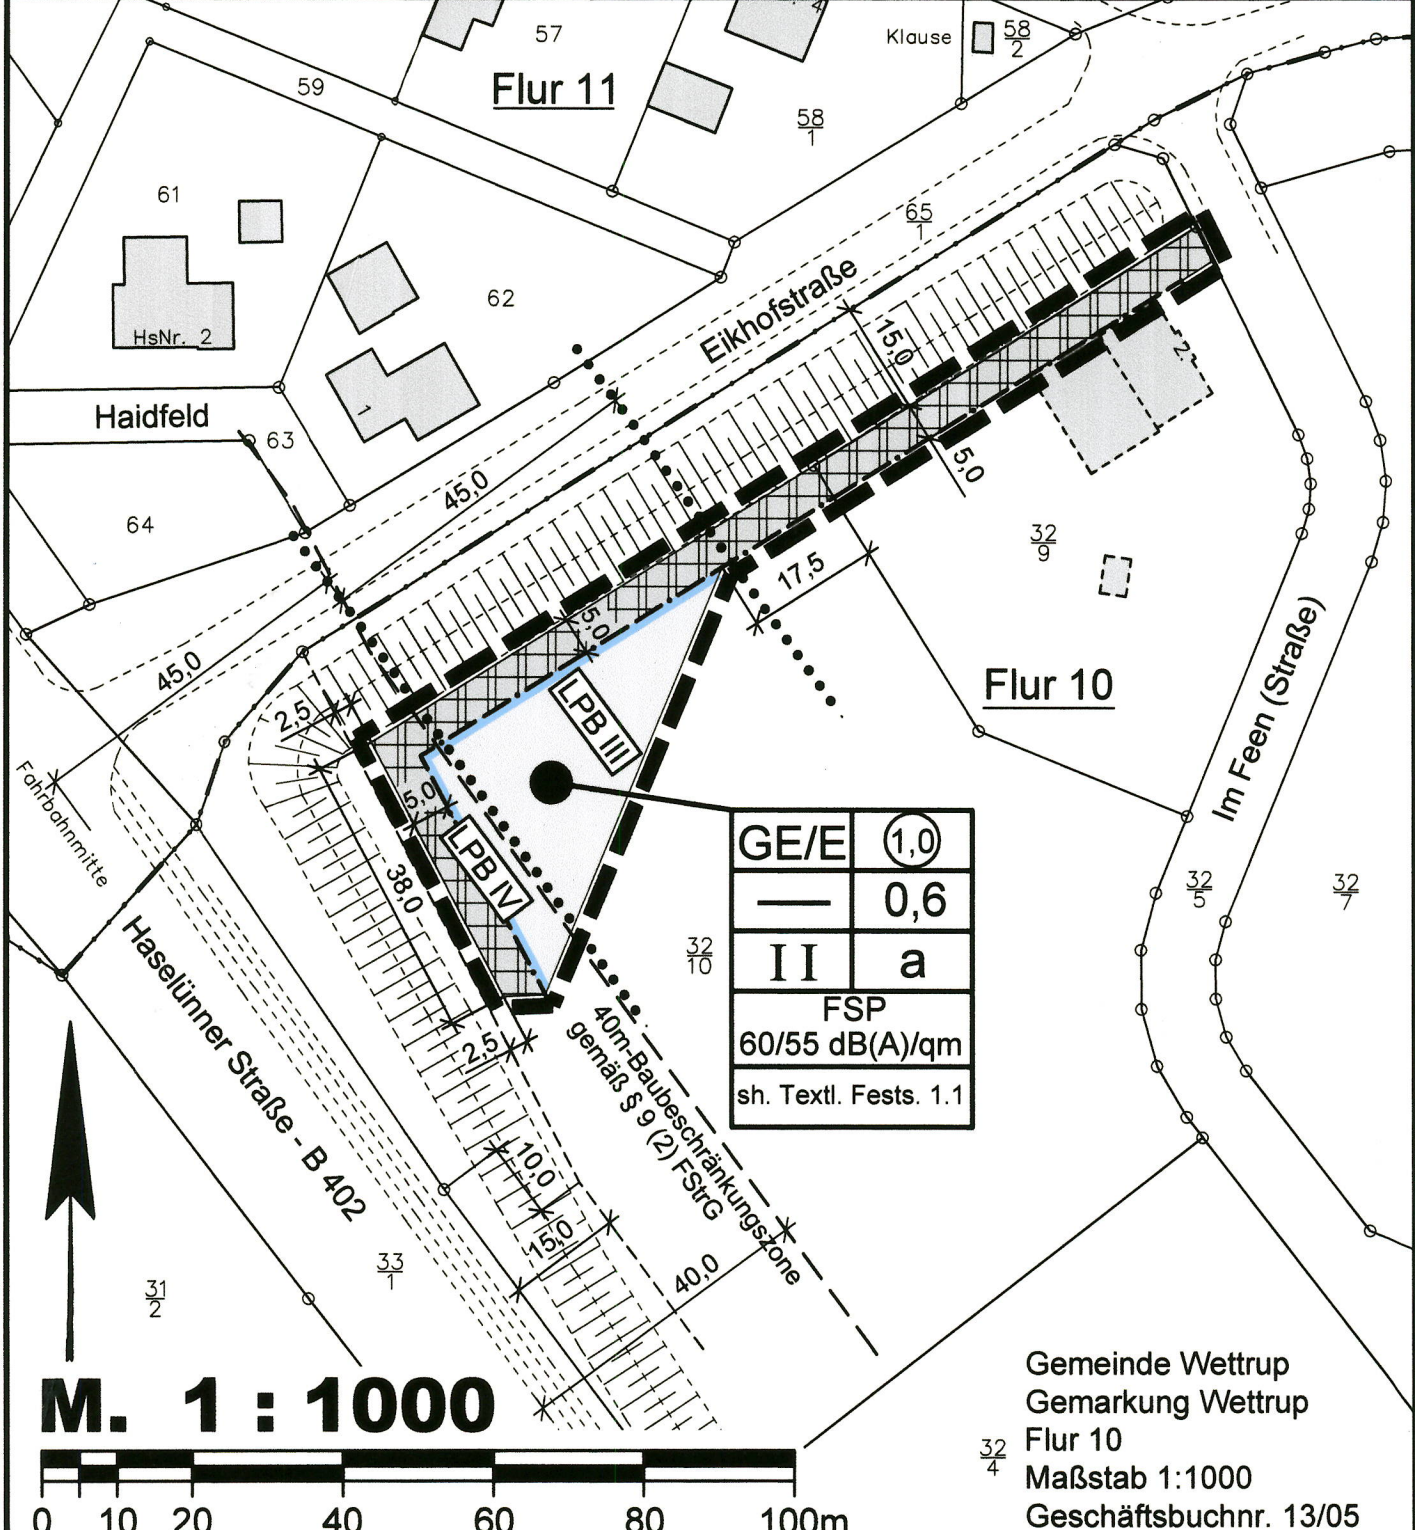 57
4
Klause
58
2
59
Flur 11
58
1
61
65
1
HsNr. 2
62
Eikhofstraße
15,0
2
1
Haidfeld
63
45,0
5,0
64
32
9
17,5
5,0
45,0
Flur 10
2,5
LPB III
Im Feen (Straße)
Fahrbahnmitte
5,0
GE/E
1,0
LPB IV
38,0
0,6
32
5
32
7
II
a
32
10
FSP
60/55 dB(A)/qm
sh. Textl. Fests. 1.1
Haselünner Straße - B 402
2,5
40m-Baubeschränkungszone
gemäß § 9 (2) FStrG
10,0
15,0
40,0
33
1
31
2
M. 1 : 1000
0 10 20 40 60 80 100m
32
4
Gemeinde Wettrup
Gemarkung Wettrup
Flur 10
Maßstab 1:1000
Geschäftsbuchnr. 13/05